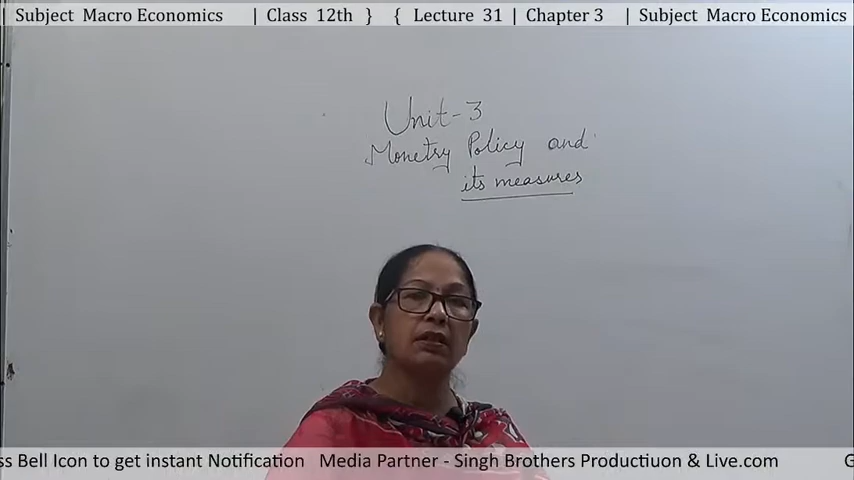 | Subject Macro Economics | Class 12th } { Lecture 31 | Chapter 3 | Subject Macro Economics
Unit-3
Monetry Policy and
its measures
ss Bell Icon to get instant Notification Media Partner - Singh Brothers Productiuon & Live.com G